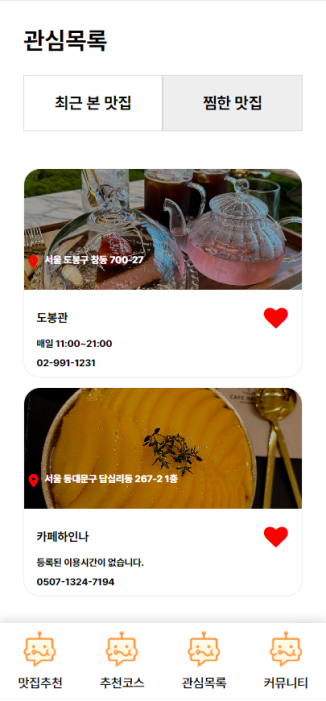 관심목록
최근 본 맛집 찜한 맛집
서울 도봉구 창동 700-27
도봉관
매일 11:00~21:00
02-991-1231
서울 동대문구 답십리동 267-2 1층
카페하인나
등록된 이용시간이 없습니다.
0507-1324-7194
맛집추천 추천코스 관심목록 커뮤니티